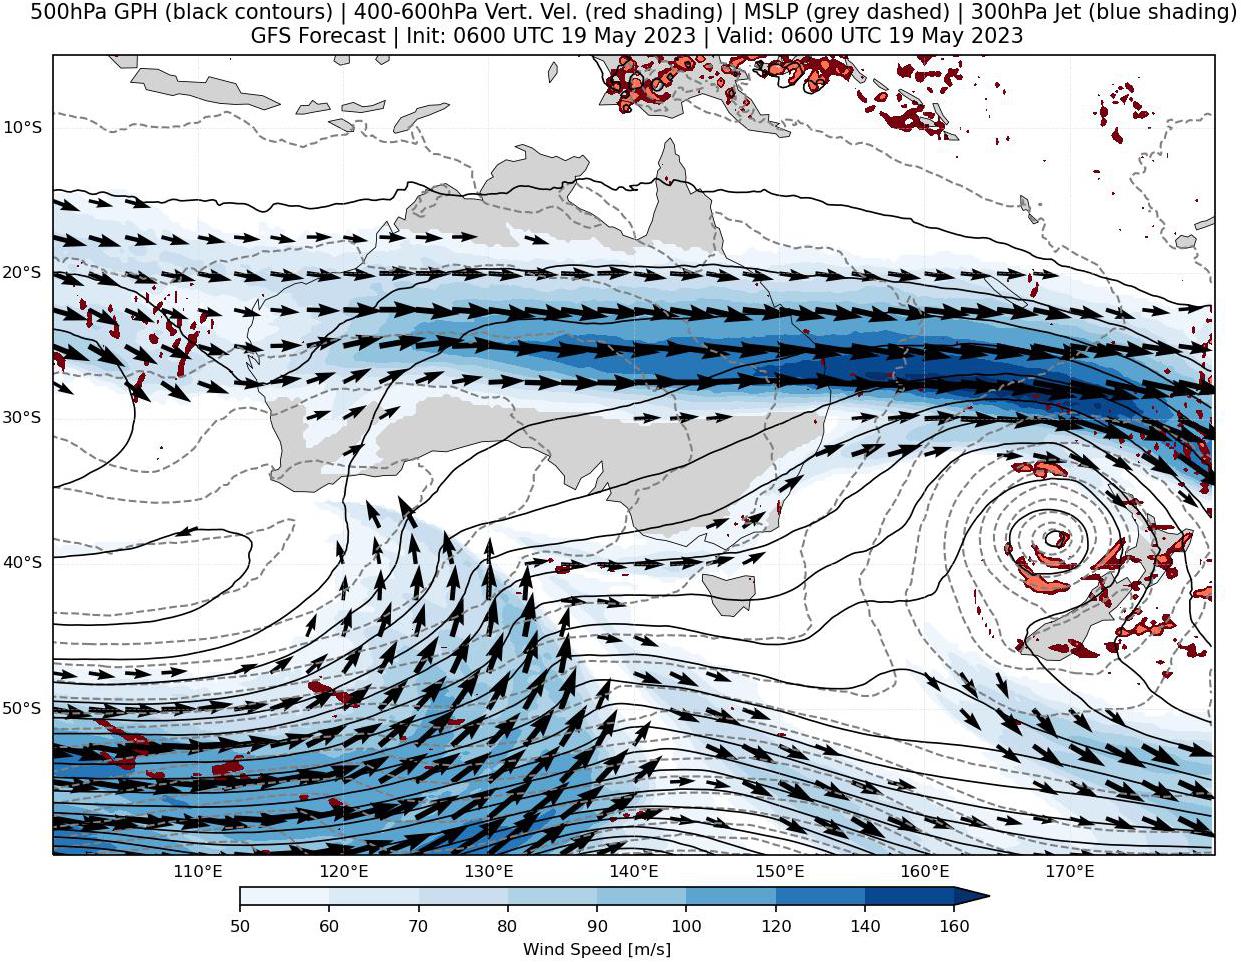 500hPa GPH (black contours) | 400-600hPa Vert. Vel. (red shading) | MSLP (grey dashed) | 300hPa Jet (blue shading)
GFS Forecast | Init: 0600 UTC 19 May 2023 | Valid: 0600 UTC 19 May 2023
10°S
20°S
30°S
40°S
50°S
110°E 120°E 130°E 140°E 150°E 160°E 170°E
50 60 70 80 90 100 120 140 160
Wind Speed [m/s]